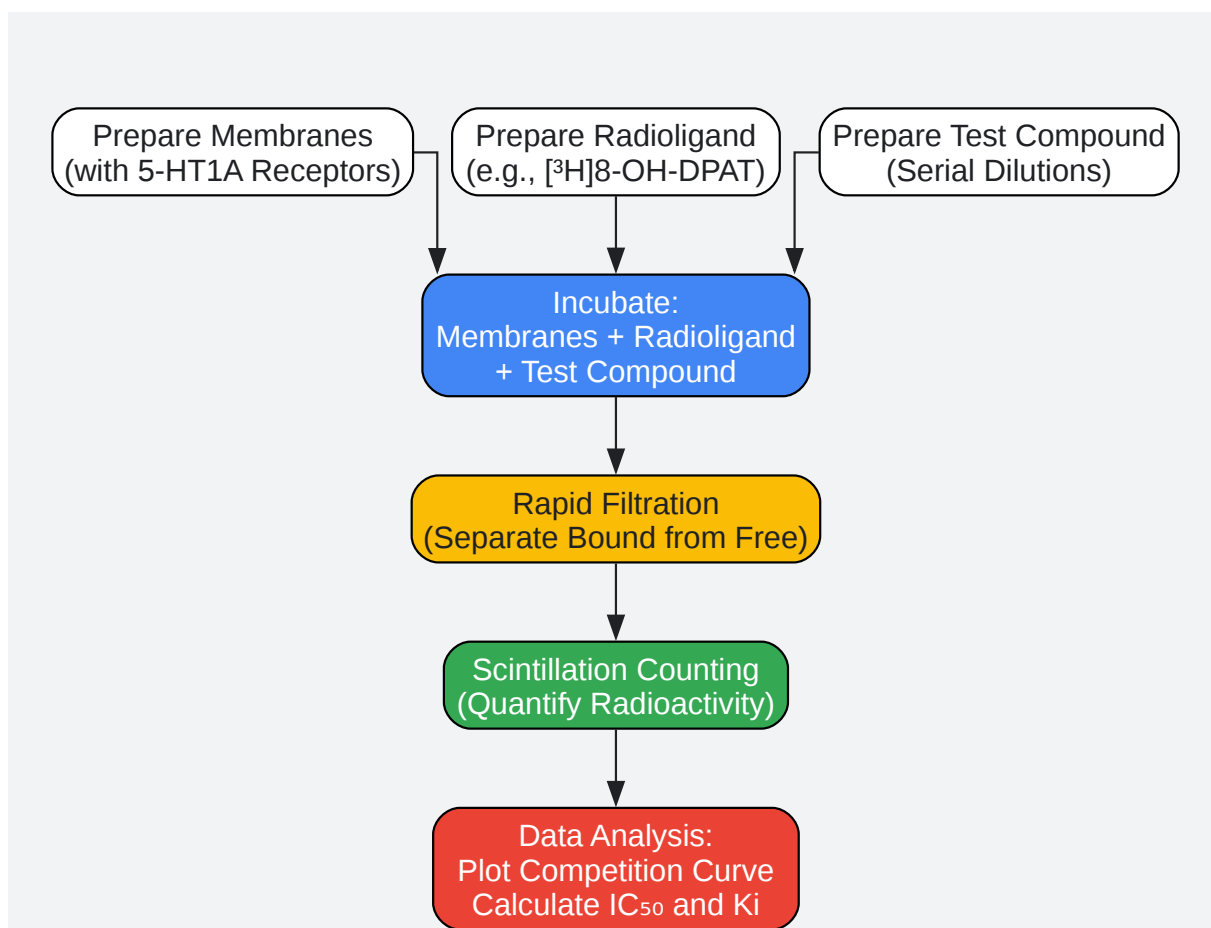 Prepare Membranes
(with 5-HT1A Receptors)
Prepare Radioligand
(e.g., [³H]8-OH-DPAT)
Prepare Test Compound
(Serial Dilutions)
Incubate:
Membranes + Radioligand
+ Test Compound
Rapid Filtration
(Separate Bound from Free)
Scintillation Counting
(Quantify Radioactivity)
Data Analysis:
Plot Competition Curve
Calculate IC₅₀ and Ki